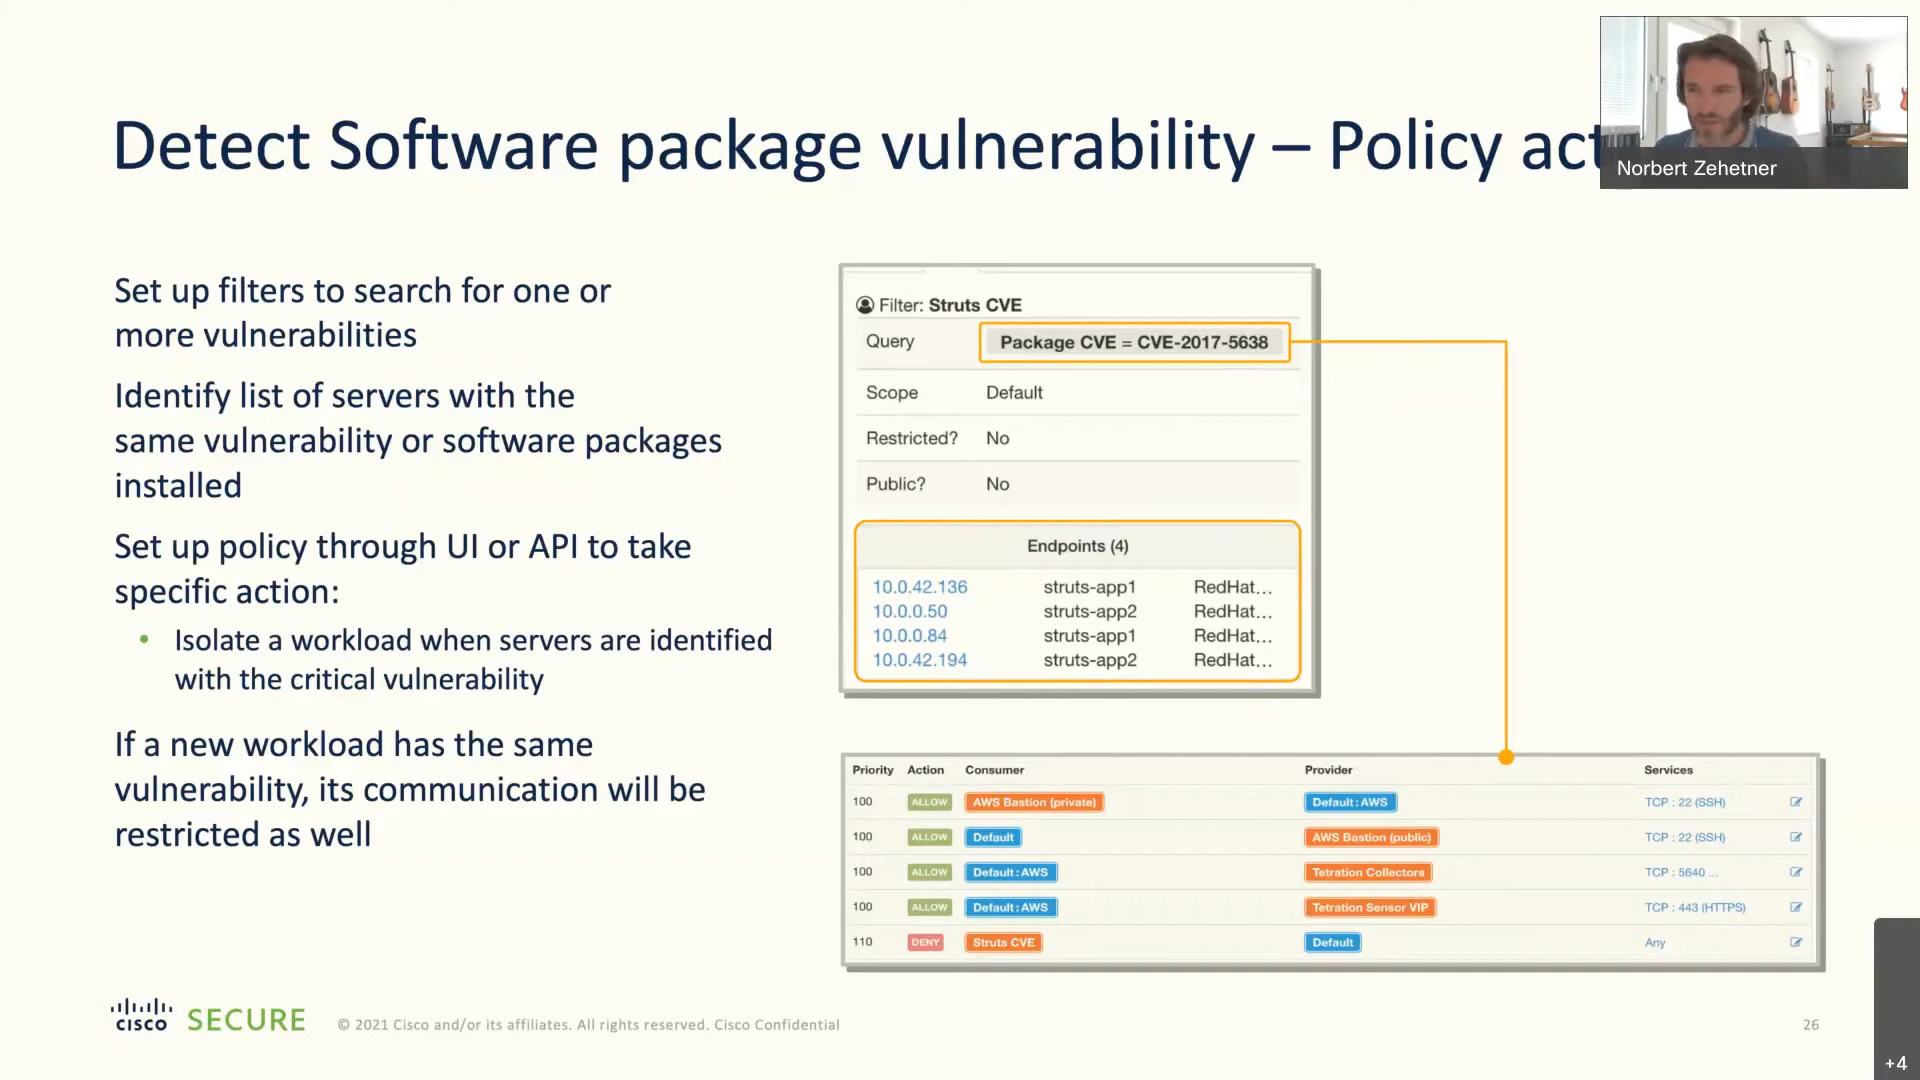 Detect Software package vulnerability – Policy act
Norbert Zehetner
Set up filters to search for one or
more vulnerabilities
Identify list of servers with the
same vulnerability or software packages
installed
Set up policy through UI or API to take
specific action:
• Isolate a workload when servers are identified
with the critical vulnerability
If a new workload has the same
vulnerability, its communication will be
restricted as well
Filter: Struts CVE
Query Package CVE = CVE-2017-5638
Scope Default
Restricted? No
Public? No
Endpoints (4)
10.0.42.136 struts-app1 RedHat...
10.0.0.50 struts-app2 RedHat...
10.0.0.84 struts-app1 RedHat...
10.0.42.194 struts-app2 RedHat...
Priority Action Consumer Provider Services
100 ALLOW AWS Bastion (private) Default : AWS TCP : 22 (SSH)
100 ALLOW Default AWS Bastion (public) TCP : 22 (SSH)
100 ALLOW Default : AWS Tetration Collectors TCP : 5640 ...
100 ALLOW Default : AWS Tetration Sensor VIP TCP : 443 (HTTPS)
110 DENY Struts CVE Default Any
CISCO SECURE © 2021 Cisco and/or its affiliates. All rights reserved. Cisco Confidential 26
+4